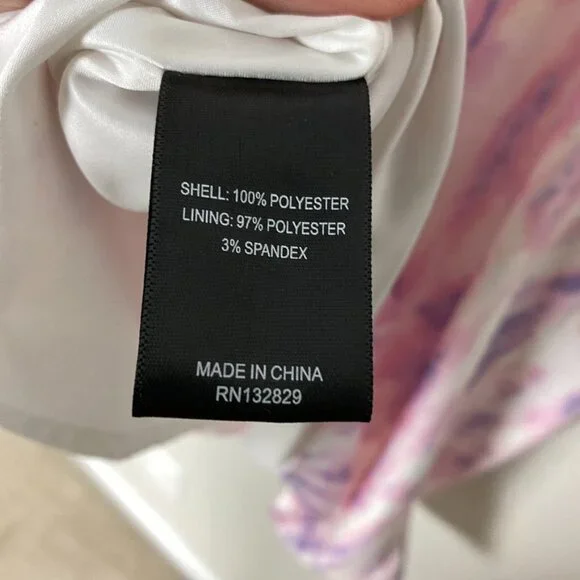 SHELL: 100% POLYESTER
LINING: 97% POLYESTER
3% SPANDEX
MADE IN CHINA
RN132829